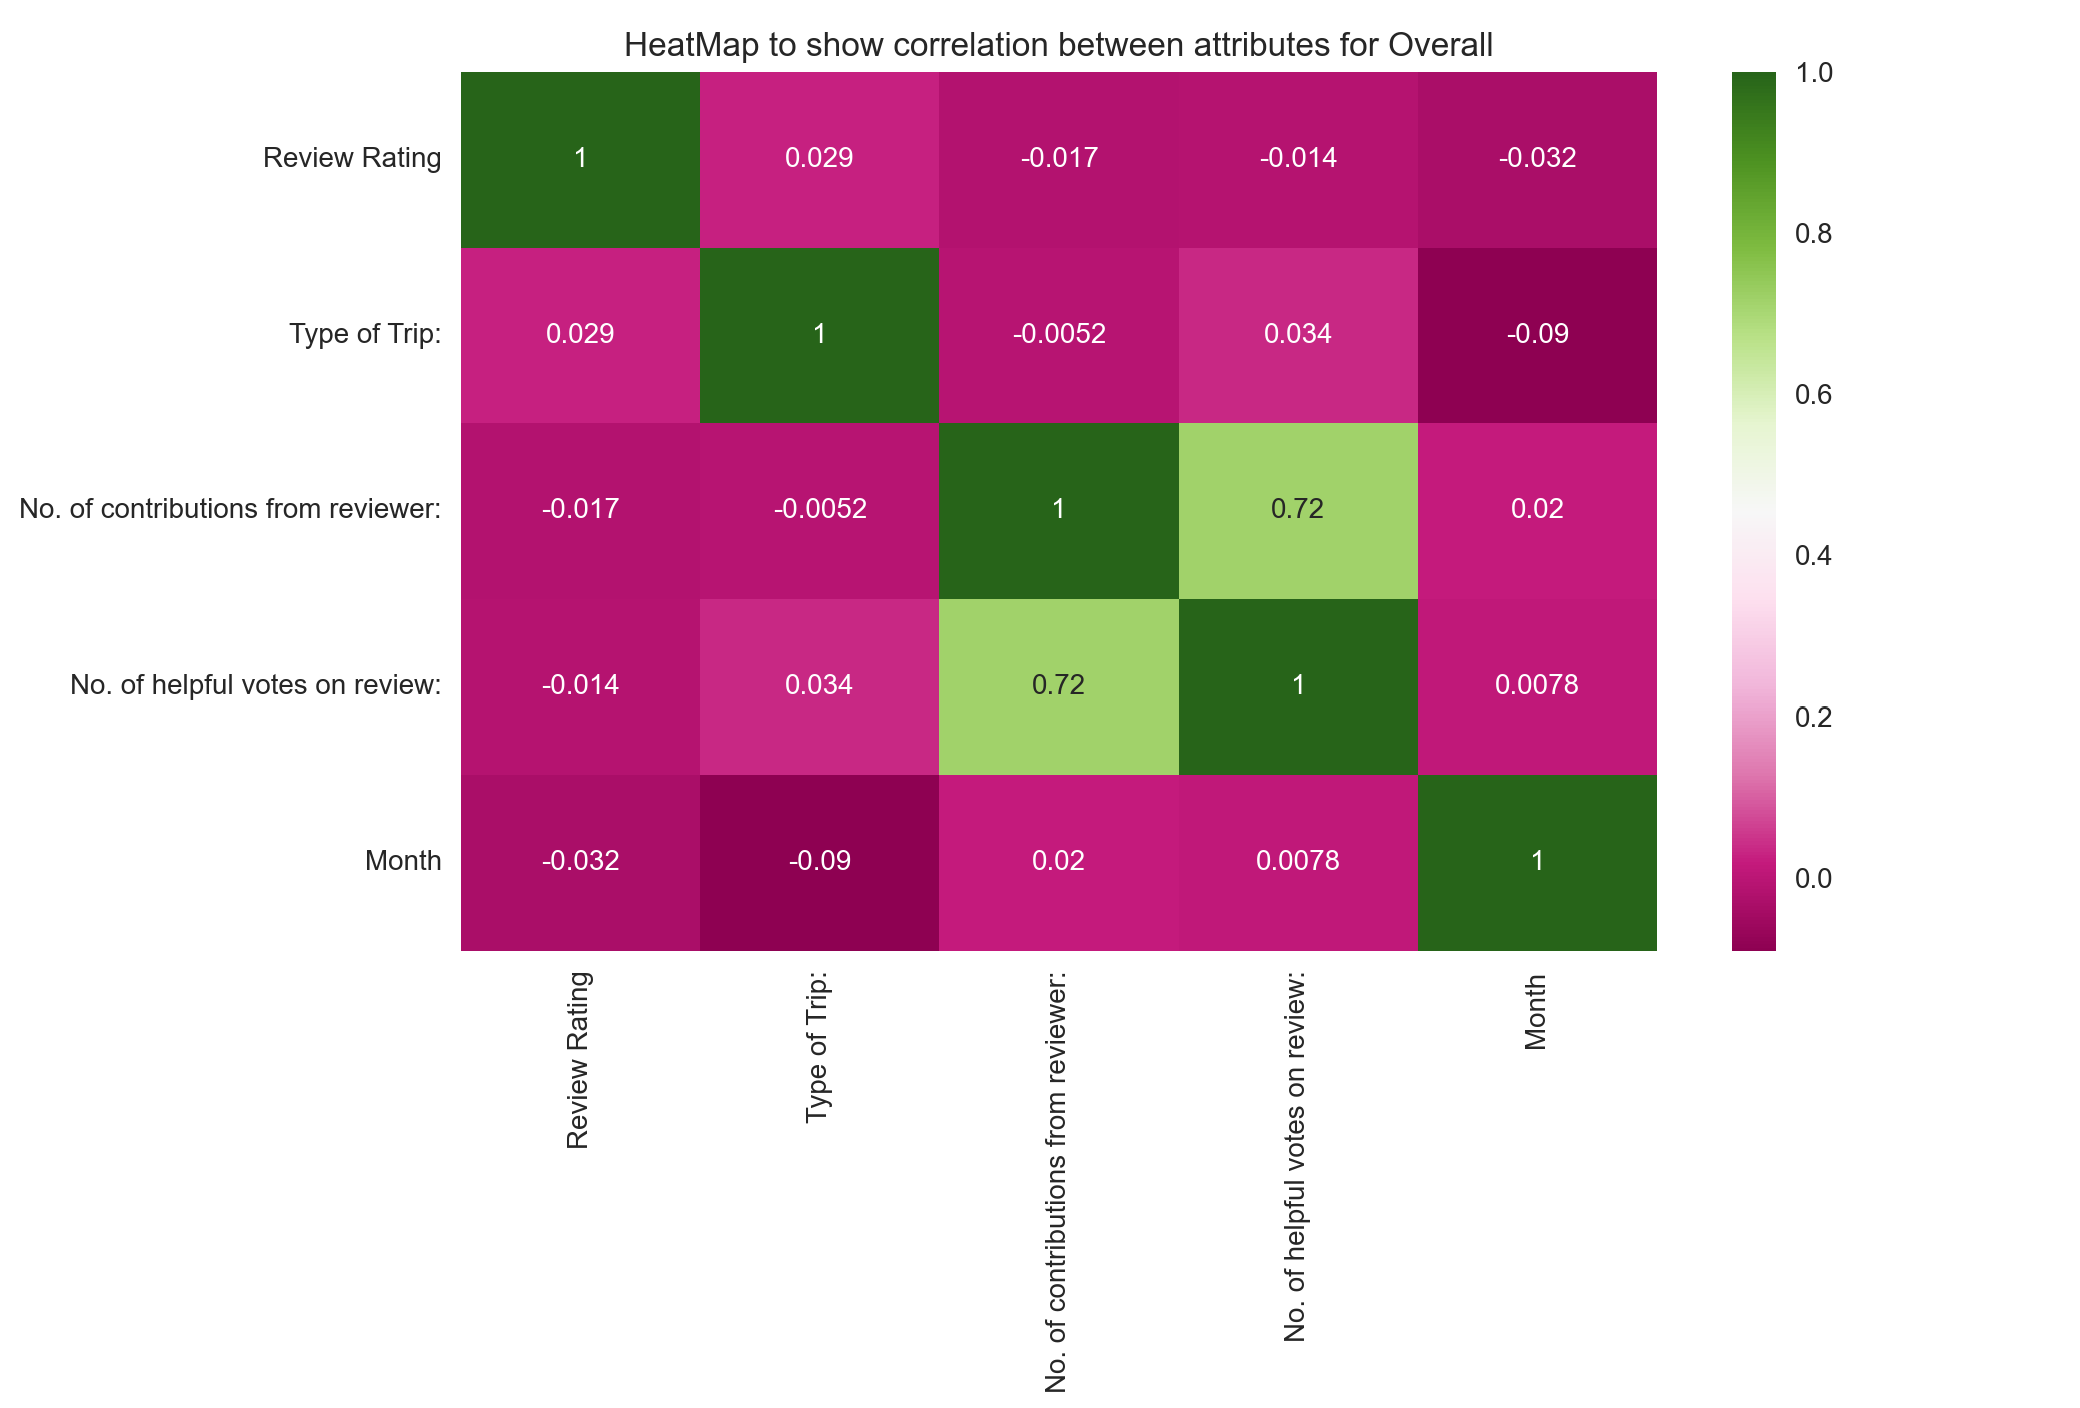 HeatMap to show correlation between attributes for Overall
Review Rating 1 0.029 -0.017 -0.014 -0.032
Type of Trip: 0.029 1 -0.0052 0.034 -0.09
No. of contributions from reviewer: -0.017 -0.0052 1 0.72 0.02
No. of helpful votes on review: -0.014 0.034 0.72 1 0.0078
Month -0.032 -0.09 0.02 0.0078 1
Review Rating
Type of Trip:
No. of contributions from reviewer:
No. of helpful votes on review:
Month
1.0
0.8
0.6
0.4
0.2
0.0